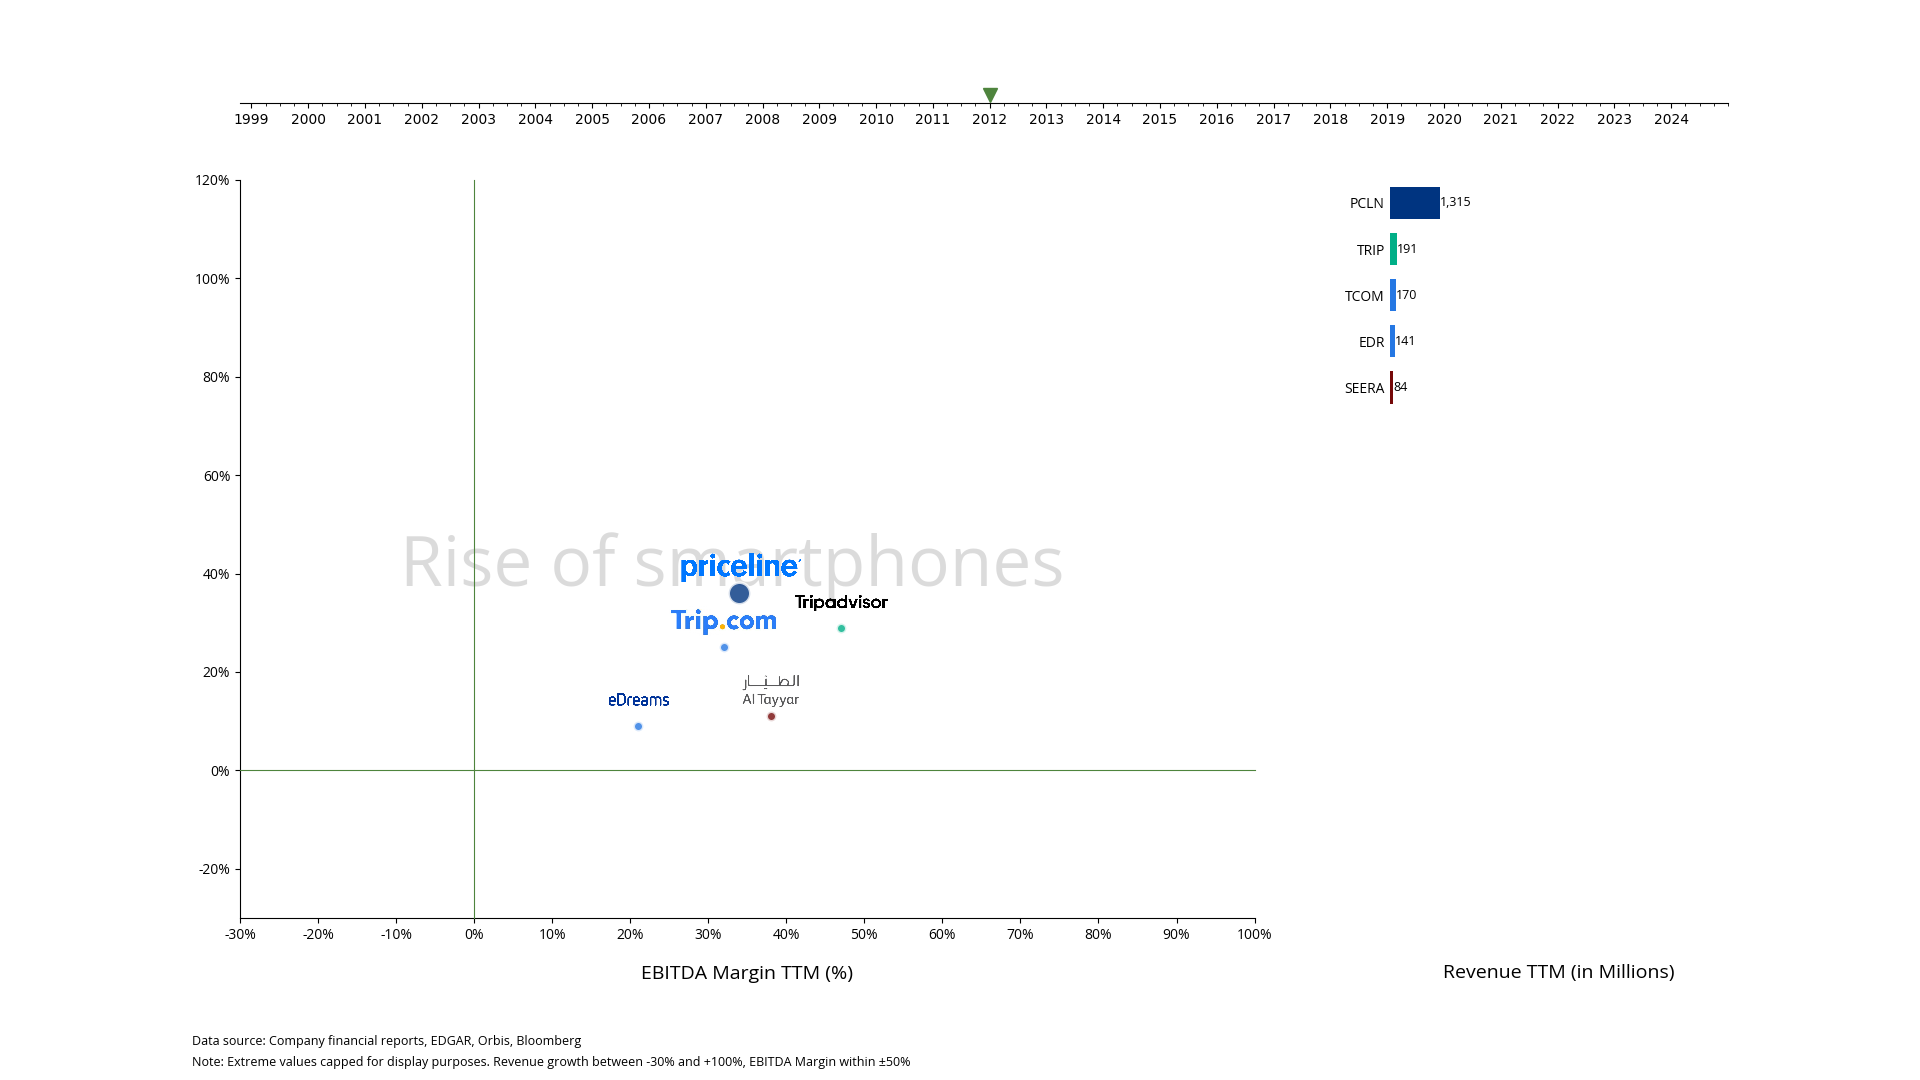 1999 2000 2001 2002 2003 2004 2005 2006 2007 2008 2009 2010 2011 2012 2013 2014 2015 2016 2017 2018 2019 2020 2021 2022 2023 2024
120%
100%
80%
60%
40%
20%
0%
-20%
Rise of smartphones
priceline
Tripadvisor
Trip.com
eDreams
الطيار
Al Tayyar
-30% -20% -10% 0% 10% 20% 30% 40% 50% 60% 70% 80% 90% 100%
EBITDA Margin TTM (%)
PCLN 1,315
TRIP 191
TCOM 170
EDR 141
SEERA 84
Revenue TTM (in Millions)
Data source: Company financial reports, EDGAR, Orbis, Bloomberg
Note: Extreme values capped for display purposes. Revenue growth between -30% and +100%, EBITDA Margin within ±50%